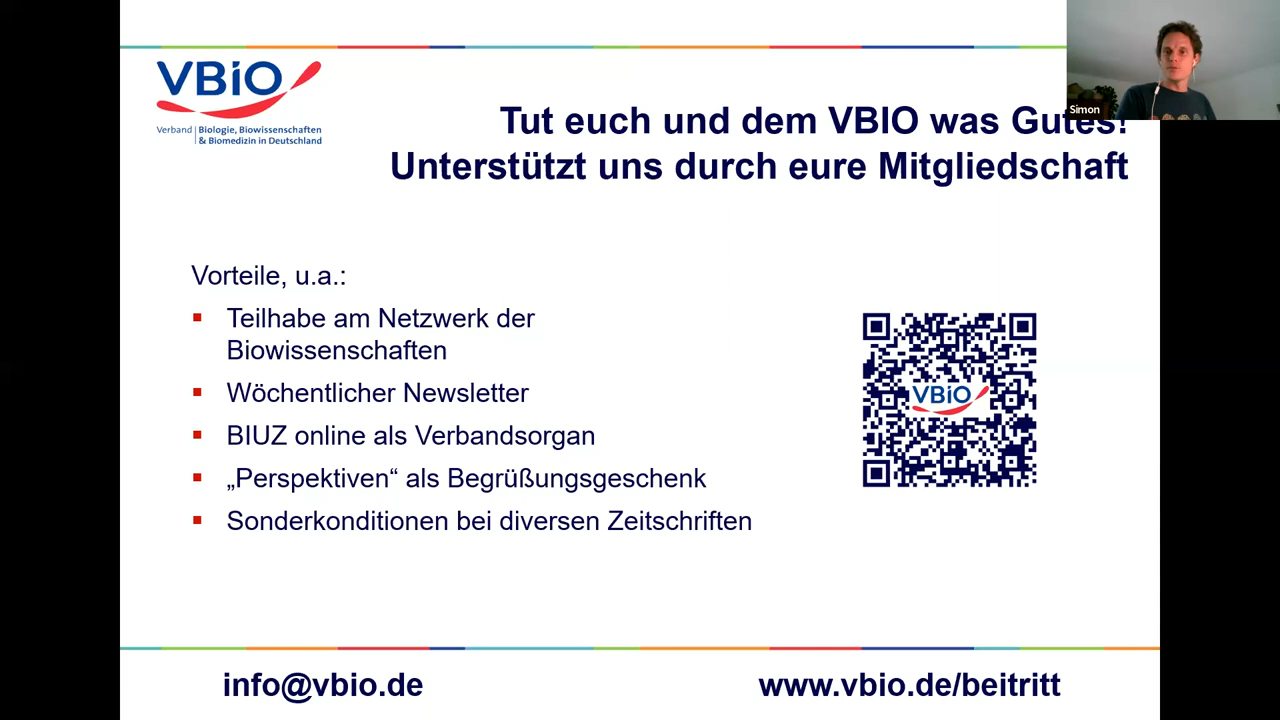 VBiO
Verband | Biologie, Biowissenschaften
& Biomedizin in Deutschland
Simon
Tut euch und dem VBIO was Gutes!
Unterstützt uns durch eure Mitgliedschaft
Vorteile, u.a.:
▪ Teilhabe am Netzwerk der
Biowissenschaften
▪ Wöchentlicher Newsletter
▪ BIUZ online als Verbandsorgan
▪ „Perspektiven“ als Begrüßungsgeschenk
▪ Sonderkonditionen bei diversen Zeitschriften
VBiO
info@vbio.de
www.vbio.de/beitritt